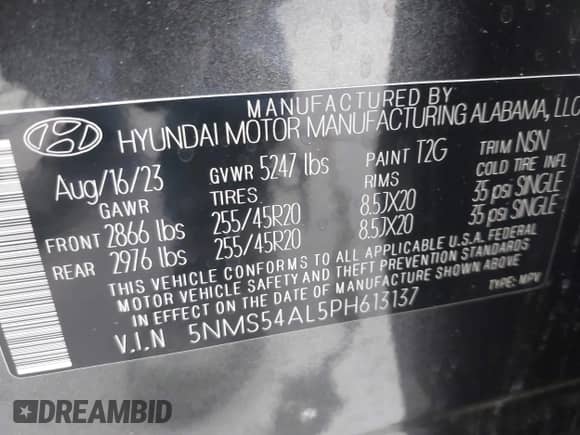 MANUFACTURED BY
HYUNDAI MOTOR MANUFACTURING ALABAMA, LLC
Aug/16/23 GVWR 5247 lbs PAINT T2G TRIM NSN
GAWR TIRES RIMS COLD TIRE INFL
FRONT 2866 lbs 255/45R20 8.5JX20 35 psi SINGLE
REAR 2976 lbs 255/45R20 8.5JX20 35 psi SINGLE
THIS VEHICLE CONFORMS TO ALL APPLICABLE U.S.A. FEDERAL
MOTOR VEHICLE SAFETY AND THEFT PREVENTION STANDARDS
IN EFFECT ON THE DATE OF MANUFACTURE SHOWN ABOVE
V.I.N 5NMS54AL5PH613137 TYPE: MPV
DREAMBID